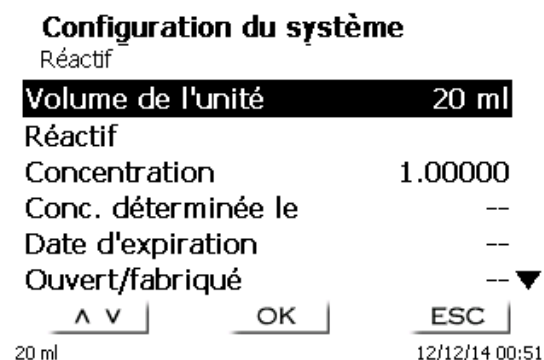 Configuration du système
Réactif
Volume de l'unité 20 ml
Réactif
Concentration 1.00000
Conc. déterminée le --
Date d'expiration --
Ouvert/fabriqué -- ▼
∧ ∨ OK ESC
20 ml 12/12/14 00:51